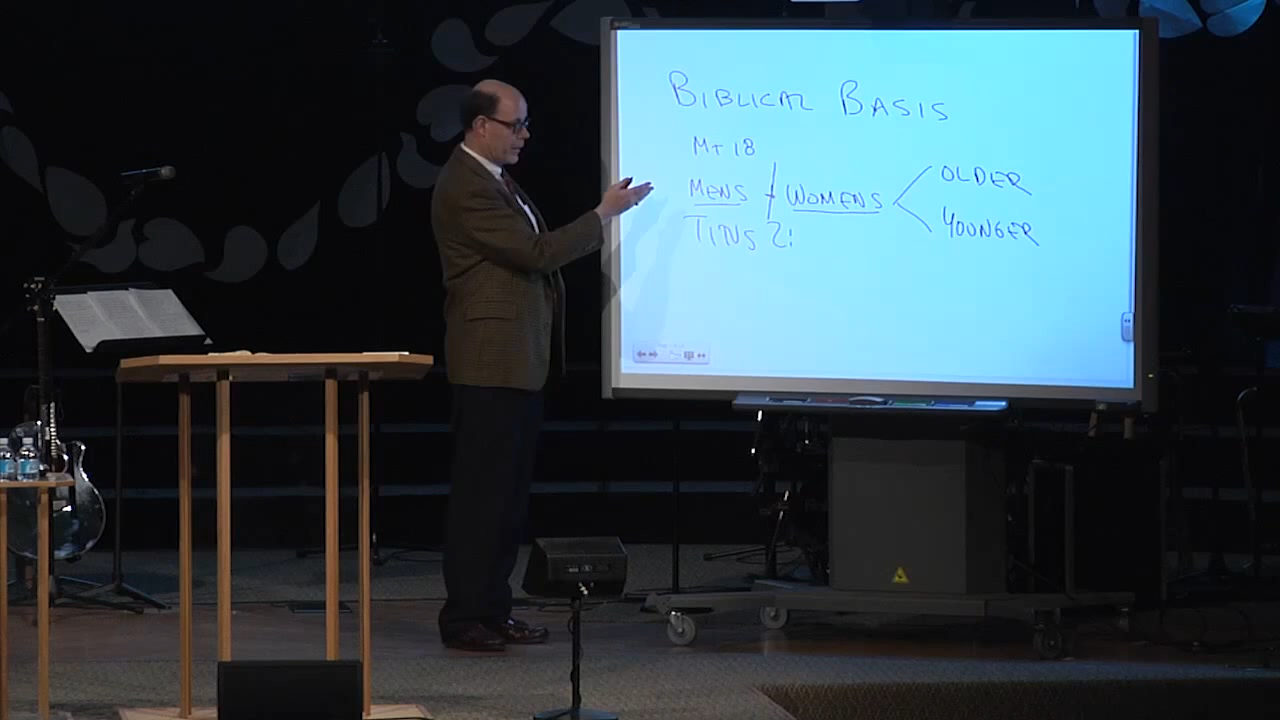 BIBLICAL BASIS
MT 18
MENS + WOMENS < OLDER
YOUNGER
TITUS 2: